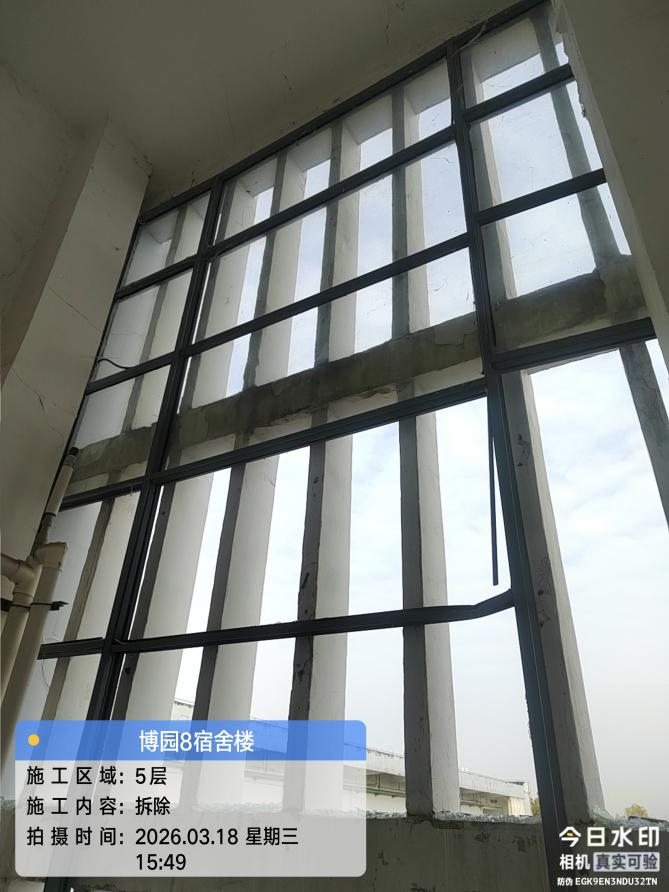 博园8宿舍楼
施工区域: 5层
施工内容: 拆除
拍摄时间: 2026.03.18 星期三
15:49
今日水印
相机 真实可验
防伪 EGK9EN3NDU32TN